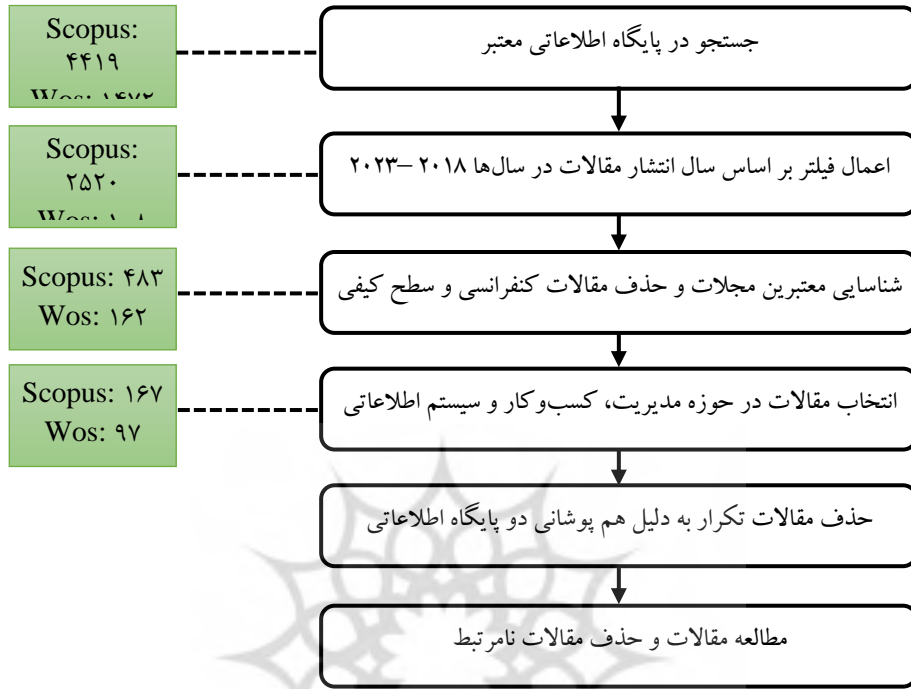 Scopus:
۴۴۱۹
Wos:
جستجو در پایگاه اطلاعاتی معتبر
Scopus:
۲۵۲۰
Wos:
اعمال فیلتر بر اساس سال انتشار مقالات در سال‌ها ۲۰۱۸ –۲۰۲۳
Scopus: ۴۸۳
Wos: ۱۶۲
شناسایی معتبرین مجلات و حذف مقالات کنفرانسی و سطح کیفی
Scopus: ۱۶۷
Wos: ۹۷
انتخاب مقالات در حوزه مدیریت، کسب‌وکار و سیستم اطلاعاتی
حذف مقالات تکرار به دلیل هم پوشانی دو پایگاه اطلاعاتی
مطالعه مقالات و حذف مقالات نامرتبط